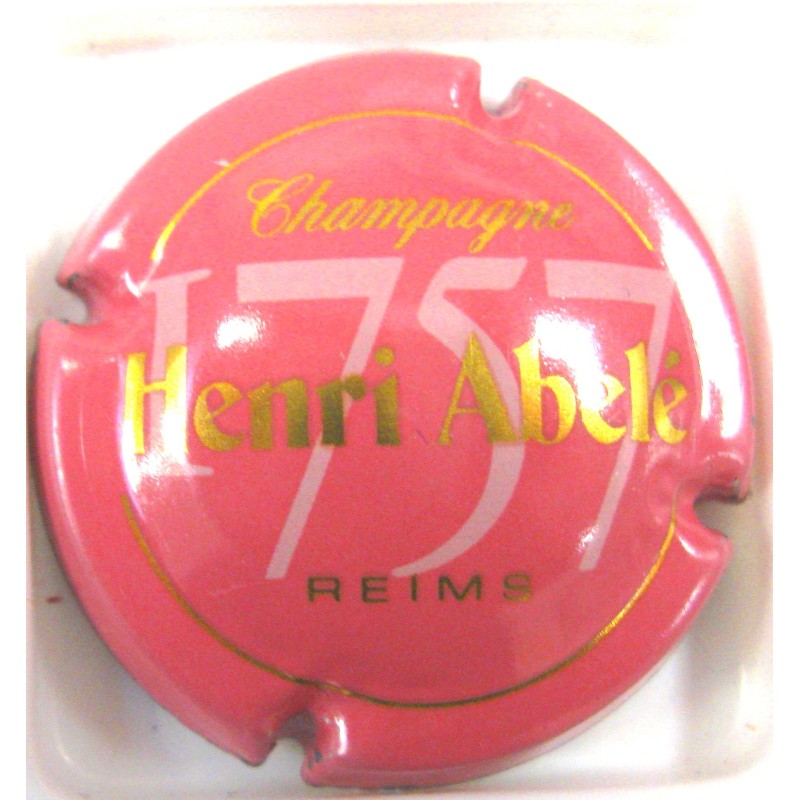 Champagne
1757
Henri Abelé
REIMS